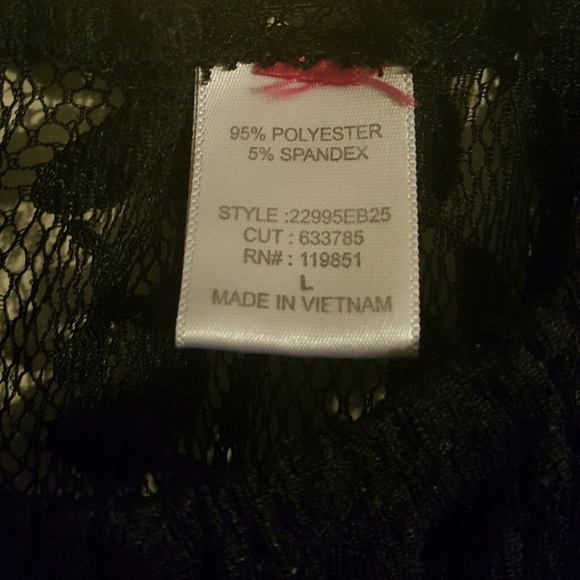 95% POLYESTER
5% SPANDEX
STYLE :22995EB25
CUT : 633785
RN# : 119851
L
MADE IN VIETNAM